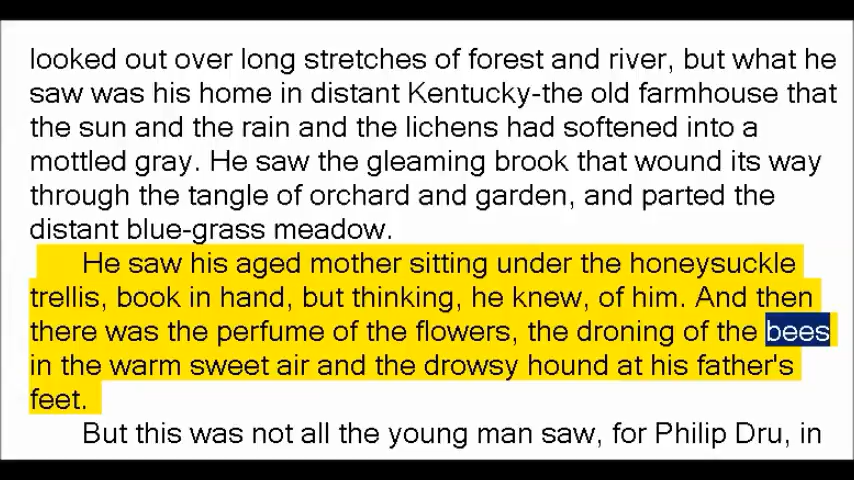 looked out over long stretches of forest and river, but what he
saw was his home in distant Kentucky-the old farmhouse that
the sun and the rain and the lichens had softened into a
mottled gray. He saw the gleaming brook that wound its way
through the tangle of orchard and garden, and parted the
distant blue-grass meadow.
He saw his aged mother sitting under the honeysuckle
trellis, book in hand, but thinking, he knew, of him. And then
there was the perfume of the flowers, the droning of the bees
in the warm sweet air and the drowsy hound at his father's
feet.
But this was not all the young man saw, for Philip Dru, in